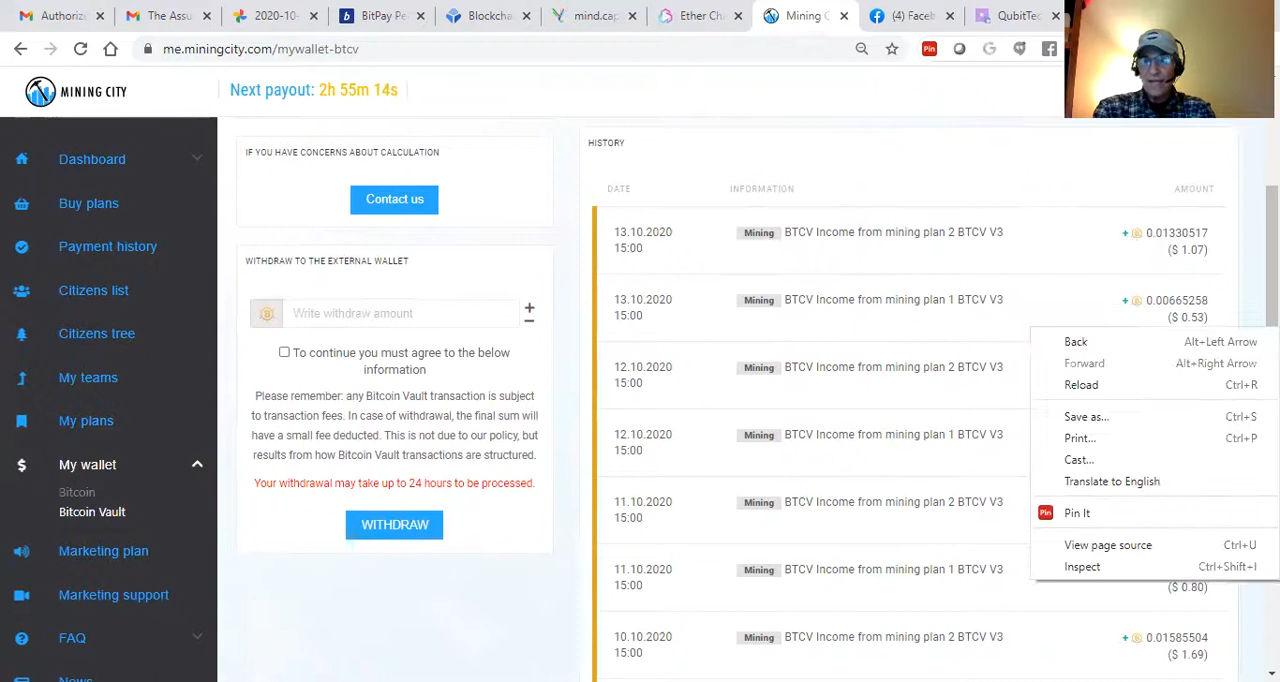 Authoriz
The Assu
2020-10-
BitPay Pe
Blockcha
mind.cap
Ether Ch
Mining C
(4) Faceb
QubitTec
me.miningcity.com/mywallet-btcv
Pin
MINING CITY
Next payout: 2h 55m 14s
Dashboard
Buy plans
Payment history
Citizens list
Citizens tree
My teams
My plans
My wallet
Bitcoin
Bitcoin Vault
Marketing plan
Marketing support
FAQ
News
IF YOU HAVE CONCERNS ABOUT CALCULATION
Contact us
WITHDRAW TO THE EXTERNAL WALLET
Write withdraw amount
To continue you must agree to the below
information
Please remember: any Bitcoin Vault transaction is subject
to transaction fees. In case of withdrawal, the final sum will
have a small fee deducted. This is not due to our policy, but
results from how Bitcoin Vault transactions are structured.
Your withdrawal may take up to 24 hours to be processed.
WITHDRAW
HISTORY
DATE INFORMATION AMOUNT
13.10.2020 Mining BTCV Income from mining plan 2 BTCV V3 + 0.01330517
15:00 ($ 1.07)
13.10.2020 Mining BTCV Income from mining plan 1 BTCV V3 + 0.00665258
15:00 ($ 0.53)
12.10.2020 Mining BTCV Income from mining plan 2 BTCV V3
15:00
12.10.2020 Mining BTCV Income from mining plan 1 BTCV V3
15:00
11.10.2020 Mining BTCV Income from mining plan 2 BTCV V3
15:00
11.10.2020 Mining BTCV Income from mining plan 1 BTCV V3
15:00 ($ 0.80)
10.10.2020 Mining BTCV Income from mining plan 2 BTCV V3 + 0.01585504
15:00 ($ 1.69)
Back Alt+Left Arrow
Forward Alt+Right Arrow
Reload Ctrl+R
Save as... Ctrl+S
Print... Ctrl+P
Cast...
Translate to English
Pin Pin It
View page source Ctrl+U
Inspect Ctrl+Shift+I